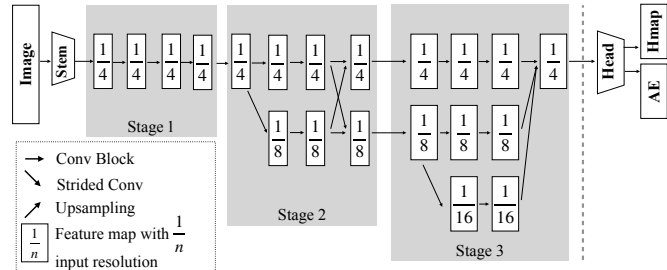 Image
Stem
1/4 1/4 1/4 1/4
Stage 1
1/4 1/4 1/4 1/4
1/8 1/8 1/8
Stage 2
1/4 1/4 1/4 1/4
1/8 1/8 1/8
1/16 1/16
Stage 3
Head
Hmap
AE
Conv Block
Strided Conv
Upsampling
1/n Feature map with 1/n
input resolution